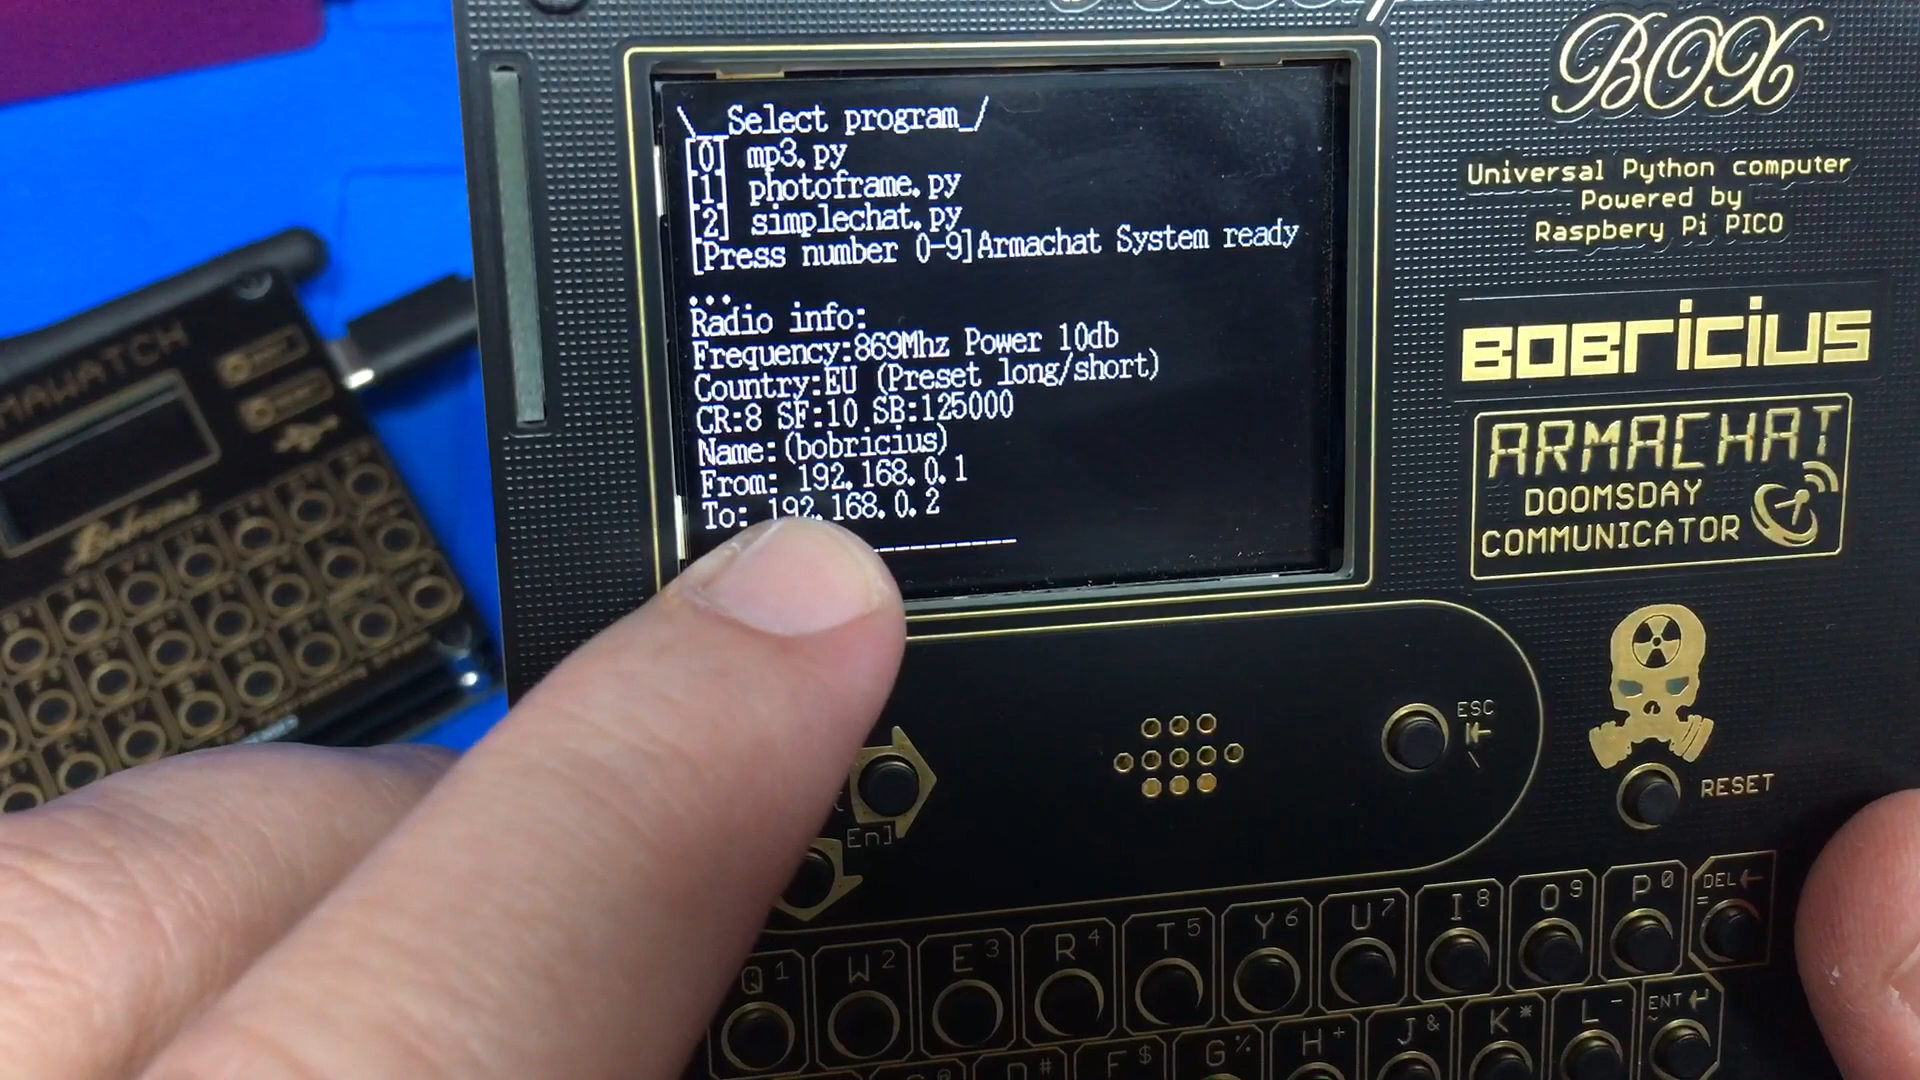 \__Select program_/
[0] mp3.py
[1] photoframe.py
[2] simplechat.py
[Press number 0-9]Armachat System ready
...
Radio info:
Frequency:869Mhz Power 10db
Country:EU (Preset long/short)
CR:8 SF:10 SB:125000
Name:(bobricius)
From: 192.168.0.1
To: 192.168.0.2
BOX
Universal Python computer
Powered by
Raspbery Pi PICO
BOBRICIUS
ARMACHAT
DOOMSDAY
COMMUNICATOR
ESC
\
RESET
En]
Q 1 W 2 E 3 R 4 T 5 Y 6 U 7 I 8 O 9 P 0 DEL
=
# F $ G % H + J & K * L - ENT
~
MAWATCH